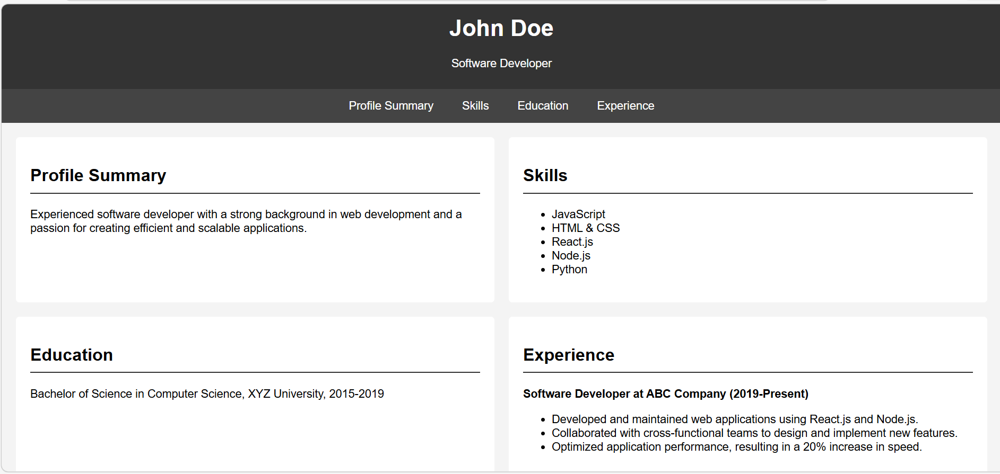 John Doe
Software Developer
Profile Summary Skills Education Experience
Profile Summary
Experienced software developer with a strong background in web development and a
passion for creating efficient and scalable applications.
Skills
• JavaScript
• HTML & CSS
• React.js
• Node.js
• Python
Education
Bachelor of Science in Computer Science, XYZ University, 2015-2019
Experience
Software Developer at ABC Company (2019-Present)
• Developed and maintained web applications using React.js and Node.js.
• Collaborated with cross-functional teams to design and implement new features.
• Optimized application performance, resulting in a 20% increase in speed.